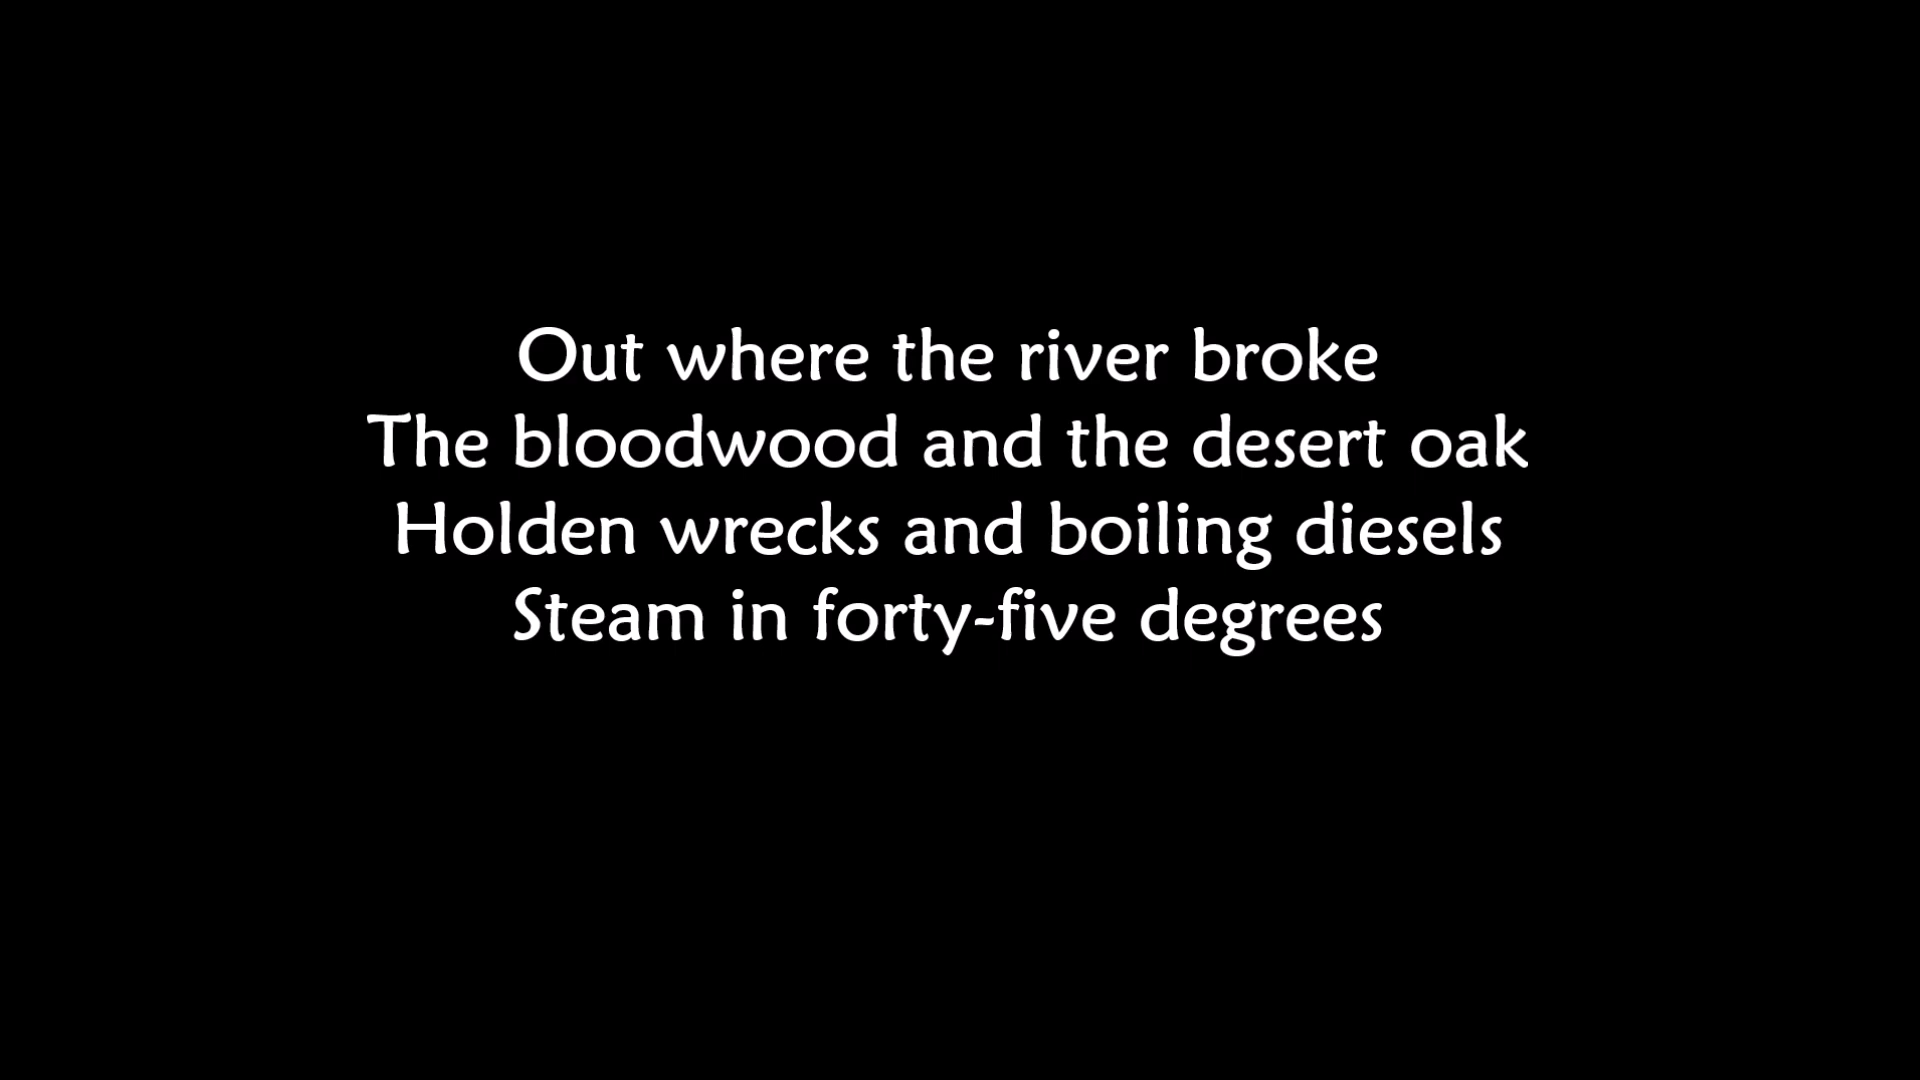 Out where the river broke
The bloodwood and the desert oak
Holden wrecks and boiling diesels
Steam in forty-five degrees